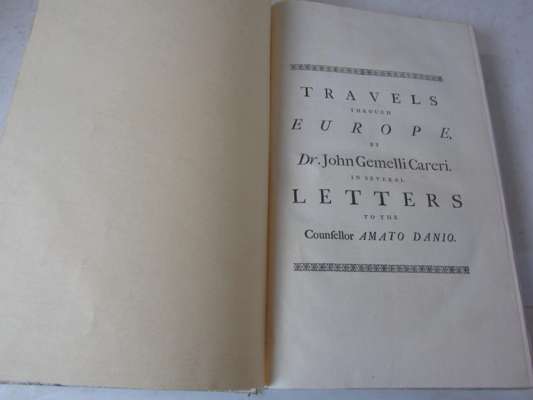 TRAVELS
THROUGH
EUROPE,
BY
Dr. John Gemelli Careri.
IN SEVERAL
LETTERS
TO THE
Counſellor AMATO DANIO.